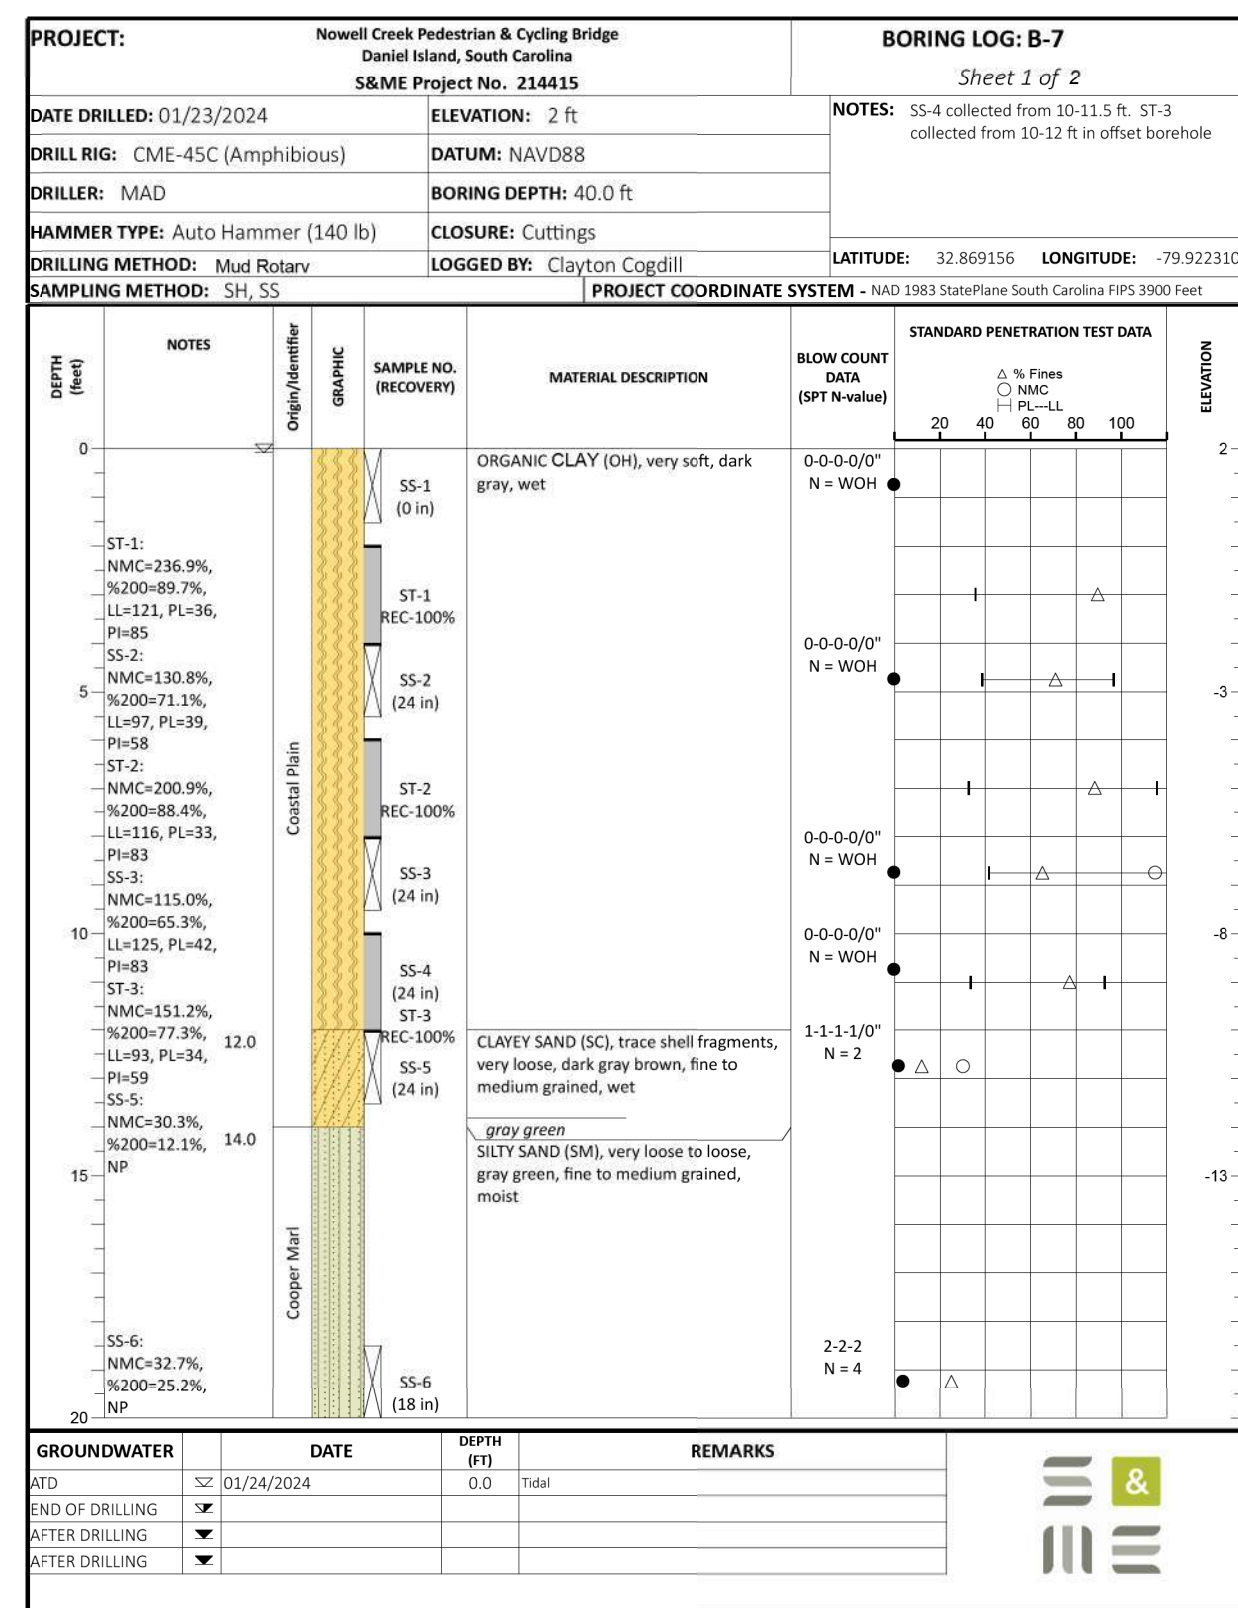 PROJECT:
Nowell Creek Pedestrian & Cycling Bridge
Daniel Island, South Carolina
S&ME Project No. 214415
BORING LOG: B-7
Sheet 1 of 2
DATE DRILLED: 01/23/2024
ELEVATION: 2 ft
NOTES: SS-4 collected from 10-11.5 ft. ST-3
collected from 10-12 ft in offset borehole
DRILL RIG: CME-45C (Amphibious)
DATUM: NAVD88
DRILLER: MAD
BORING DEPTH: 40.0 ft
HAMMER TYPE: Auto Hammer (140 lb)
CLOSURE: Cuttings
DRILLING METHOD: Mud Rotary
LOGGED BY: Clayton Cogdill
LATITUDE: 32.869156 LONGITUDE: -79.922310
SAMPLING METHOD: SH, SS
PROJECT COORDINATE SYSTEM - NAD 1983 StatePlane South Carolina FIPS 3900 Feet
DEPTH
(feet)
NOTES
Origin/Identifier
GRAPHIC
SAMPLE NO.
(RECOVERY)
MATERIAL DESCRIPTION
BLOW COUNT
DATA
(SPT N-value)
STANDARD PENETRATION TEST DATA
△ % Fines
○ NMC
PL---LL
20 40 60 80 100
ELEVATION
0
5
10
15
20
ST-1:
NMC=236.9%,
%200=89.7%,
LL=121, PL=36,
PI=85
SS-2:
NMC=130.8%,
%200=71.1%,
LL=97, PL=39,
PI=58
ST-2:
NMC=200.9%,
%200=88.4%,
LL=116, PL=33,
PI=83
SS-3:
NMC=115.0%,
%200=65.3%,
LL=125, PL=42,
PI=83
ST-3:
NMC=151.2%,
%200=77.3%,
LL=93, PL=34,
PI=59
SS-5:
NMC=30.3%,
%200=12.1%,
NP
SS-6:
NMC=32.7%,
%200=25.2%,
NP
12.0
14.0
Coastal Plain
Cooper Marl
SS-1
(0 in)
ST-1
REC-100%
SS-2
(24 in)
ST-2
REC-100%
SS-3
(24 in)
SS-4
(24 in)
ST-3
REC-100%
SS-5
(24 in)
SS-6
(18 in)
ORGANIC CLAY (OH), very soft, dark
gray, wet
CLAYEY SAND (SC), trace shell fragments,
very loose, dark gray brown, fine to
medium grained, wet
gray green
SILTY SAND (SM), very loose to loose,
gray green, fine to medium grained,
moist
0-0-0-0/0"
N = WOH
0-0-0-0/0"
N = WOH
0-0-0-0/0"
N = WOH
0-0-0-0/0"
N = WOH
1-1-1-1/0"
N = 2
2-2-2
N = 4
2
-3
-8
-13
GROUNDWATER
DATE
DEPTH
(FT)
REMARKS
ATD 01/24/2024 0.0 Tidal
END OF DRILLING
AFTER DRILLING
AFTER DRILLING
S&
ME